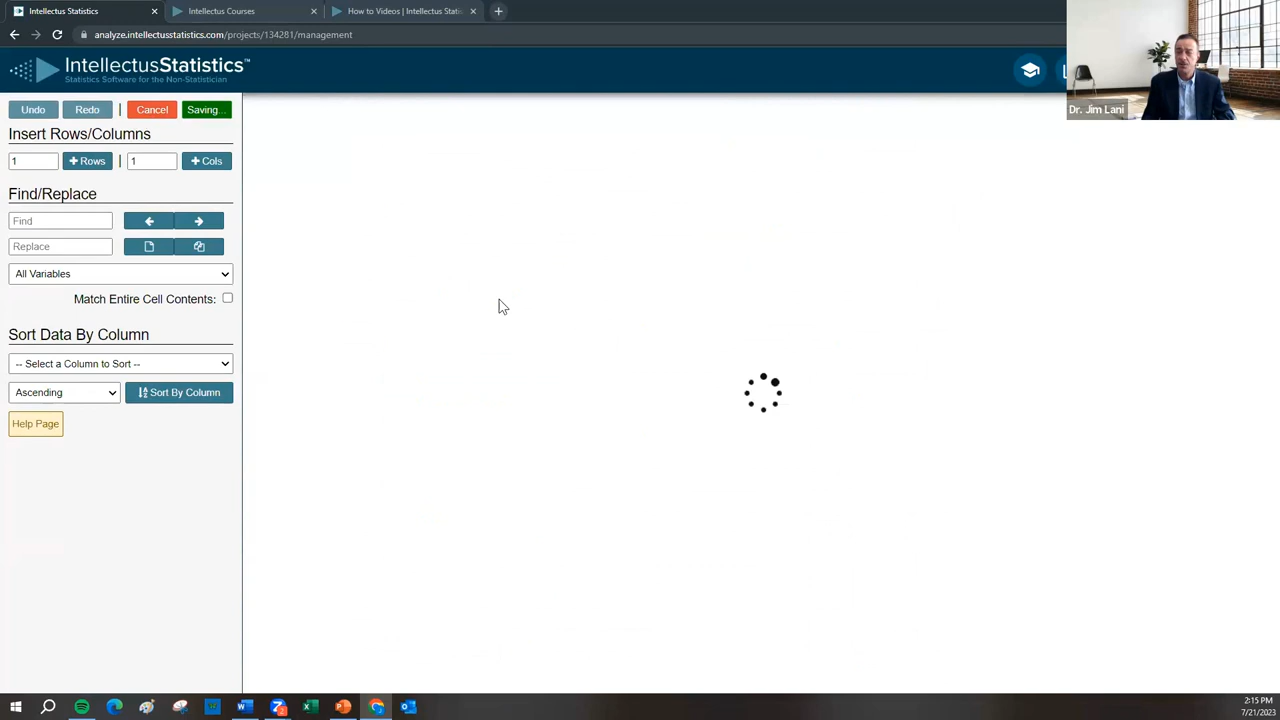 Intellectus Statistics
Intellectus Courses
How to Videos | Intellectus Stati
analyze.intellectusstatistics.com/projects/134281/management
IntellectusStatistics™
Statistics Software for the Non-Statistician
Dr. Jim Lani
Undo
Redo
|
Cancel
Saving...
Insert Rows/Columns
1
+ Rows
|
1
+ Cols
Find/Replace
Find
Replace
All Variables
Match Entire Cell Contents:
Sort Data By Column
-- Select a Column to Sort --
Ascending
Sort By Column
Help Page
2:15 PM
7/21/2023